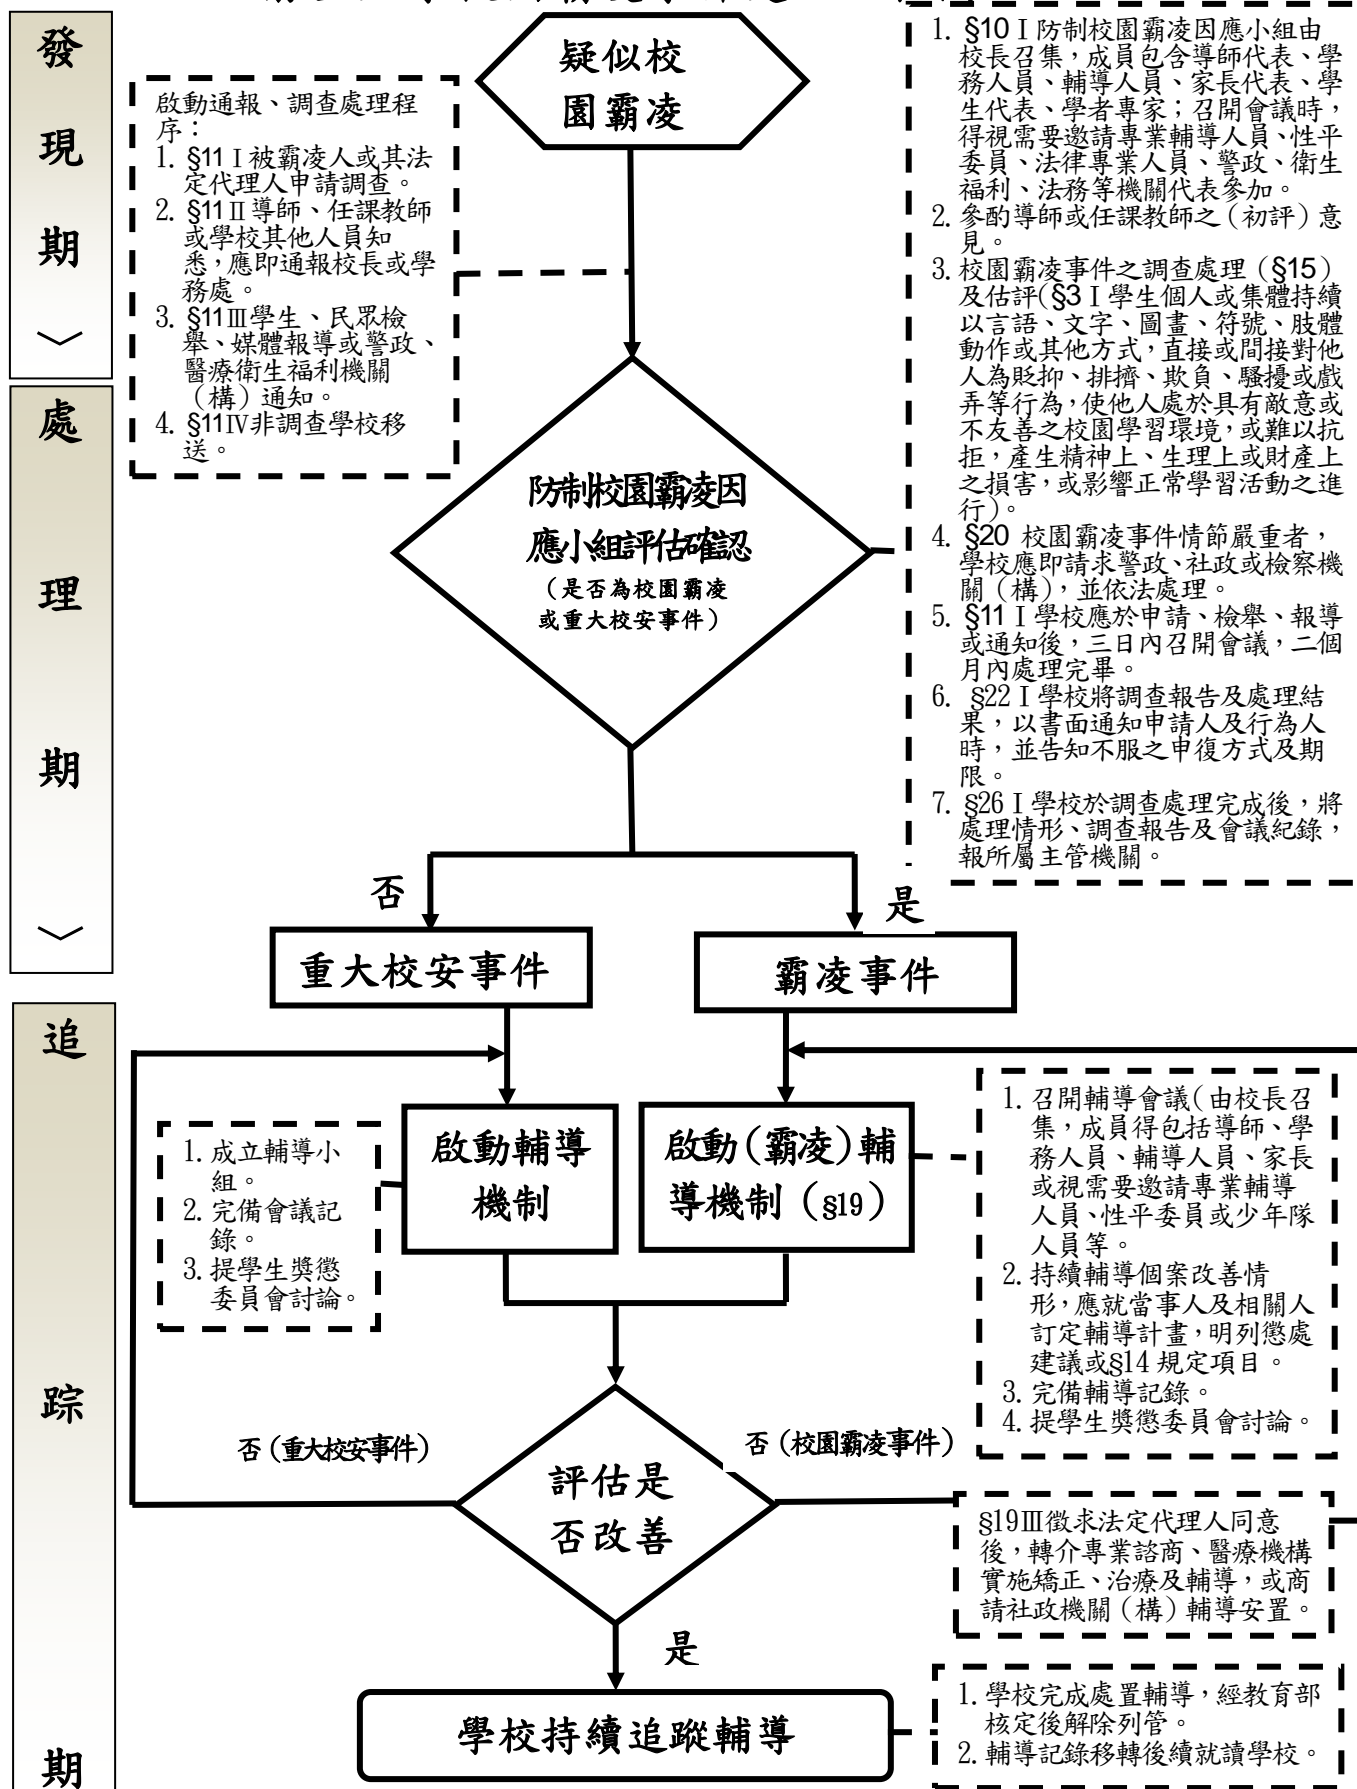 發
現
期
﹀
處
理
期
﹀
追
踪
期
疑似校
園霸凌
啟動通報、調查處理程
序：
1. §11Ⅰ被霸凌人或其法
定代理人申請調查。
2. §11Ⅱ導師、任課教師
或學校其他人員知
悉，應即通報校長或學
務處。
3. §11Ⅲ學生、民眾檢
舉、媒體報導或警政、
醫療衛生福利機關
（構）通知。
4. §11Ⅳ非調查學校移
送。
1. §10Ⅰ防制校園霸凌因應小組由
校長召集，成員包含導師代表、學
務人員、輔導人員、家長代表、學
生代表、學者專家；召開會議時，
得視需要邀請專業輔導人員、性平
委員、法律專業人員、警政、衛生
福利、法務等機關代表參加。
2. 參酌導師或任課教師之（初評）意
見。
3. 校園霸凌事件之調查處理（§15）
及估評(§3Ⅰ學生個人或集體持續
以言語、文字、圖畫、符號、肢體
動作或其他方式，直接或間接對他
人為貶抑、排擠、欺負、騷擾或戲
弄等行為，使他人處於具有敵意或
不友善之校園學習環境，或難以抗
拒，產生精神上、生理上或財產上
之損害，或影響正常學習活動之進
行)。
4. §20 校園霸凌事件情節嚴重者，
學校應即請求警政、社政或檢察機
關（構），並依法處理。
5. §11Ⅰ學校應於申請、檢舉、報導
或通知後，三日內召開會議，二個
月內處理完畢。
6. §22Ⅰ學校將調查報告及處理結
果，以書面通知申請人及行為人
時，並告知不服之申復方式及期
限。
7. §26Ⅰ學校於調查處理完成後，將
處理情形、調查報告及會議紀錄，
報所屬主管機關。
防制校園霸凌因
應小組評估確認
（是否為校園霸凌
或重大校安事件）
否
是
重大校安事件
霸凌事件
1. 成立輔導小
組。
2. 完備會議記
錄。
3. 提學生獎懲
委員會討論。
啟動輔導
機制
啟動（霸凌）輔
導機制（§19）
1. 召開輔導會議(由校長召
集，成員得包括導師、學
務人員、輔導人員、家長
或視需要邀請專業輔導
人員、性平委員或少年隊
人員等。
2. 持續輔導個案改善情
形，應就當事人及相關人
訂定輔導計畫，明列懲處
建議或§14 規定項目。
3. 完備輔導記錄。
4. 提學生獎懲委員會討論。
否（重大校安事件）
否（校園霸凌事件）
評估是
否改善
§19Ⅲ徵求法定代理人同意
後，轉介專業諮商、醫療機構
實施矯正、治療及輔導，或商
請社政機關（構）輔導安置。
是
學校持續追蹤輔導
1. 學校完成處置輔導，經教育部
核定後解除列管。
2. 輔導記錄移轉後續就讀學校。